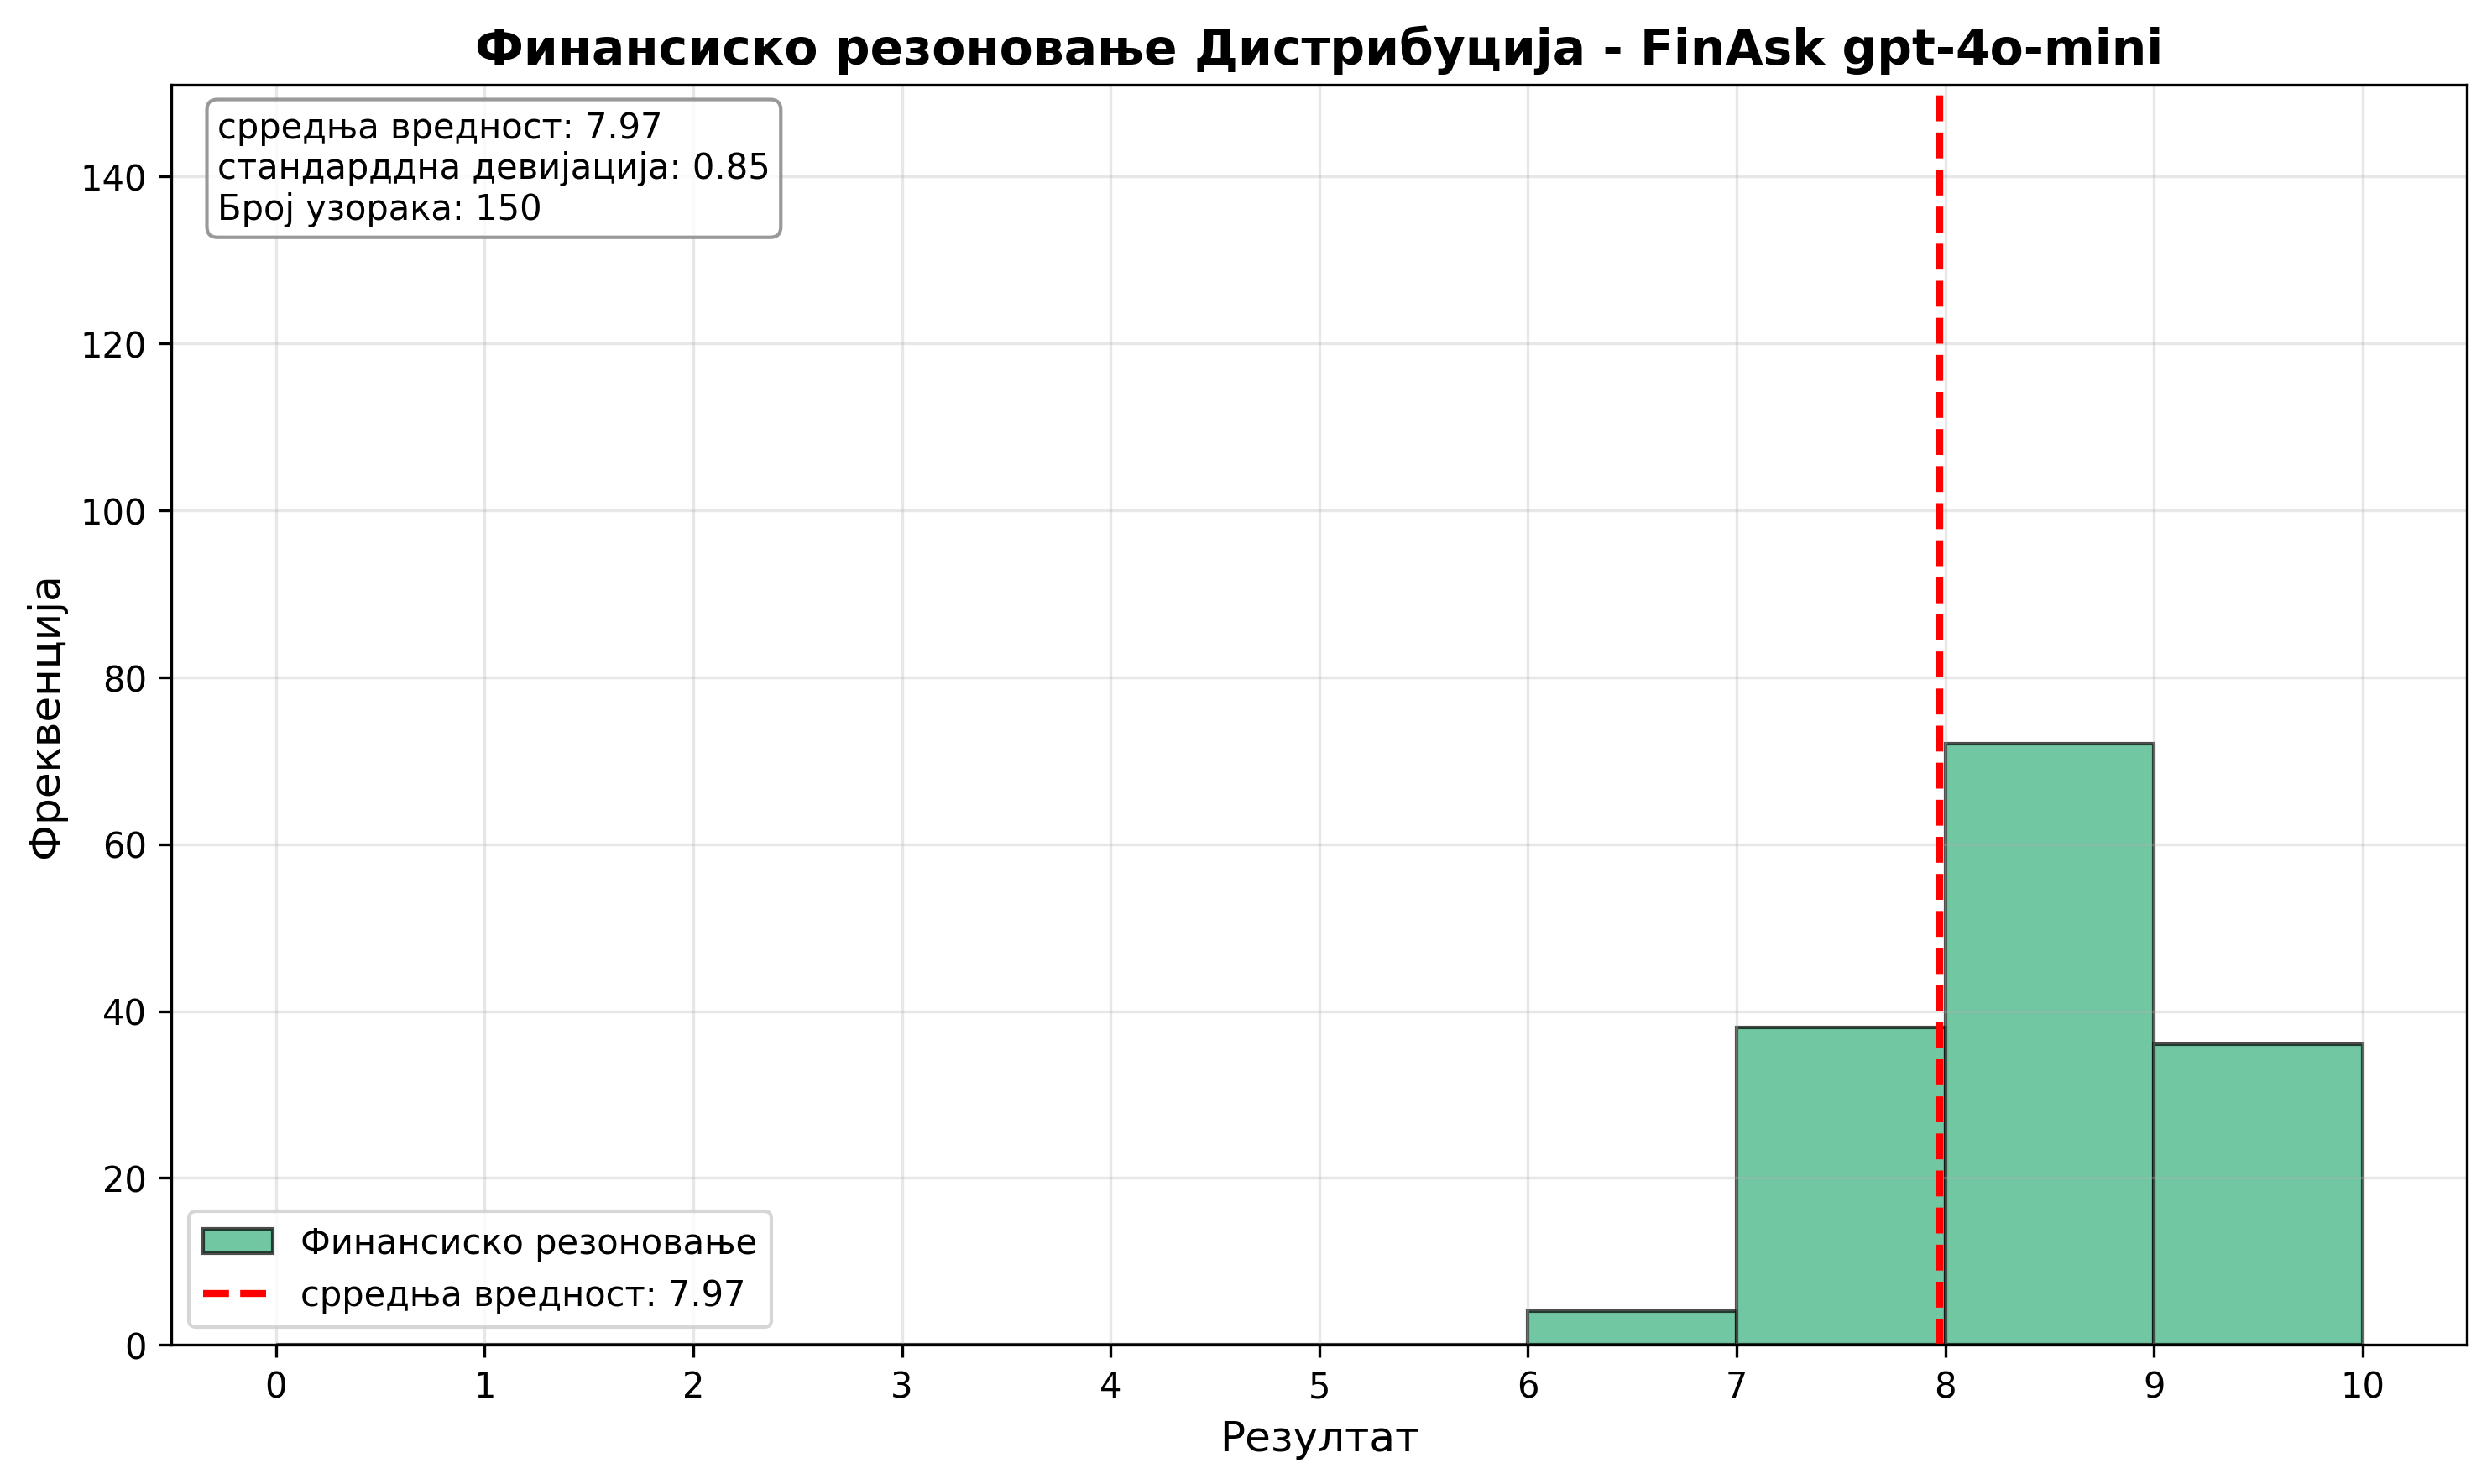 Финансиско резоновање Дистрибуција - FinAsk gpt-4o-mini
срредња вредност: 7.97
стандарддна девијација: 0.85
Број узорака: 150
140
120
100
80
60
40
20
0
Фреквенција
Финансиско резоновање
срредња вредност: 7.97
0 1 2 3 4 5 6 7 8 9 10
Резултат